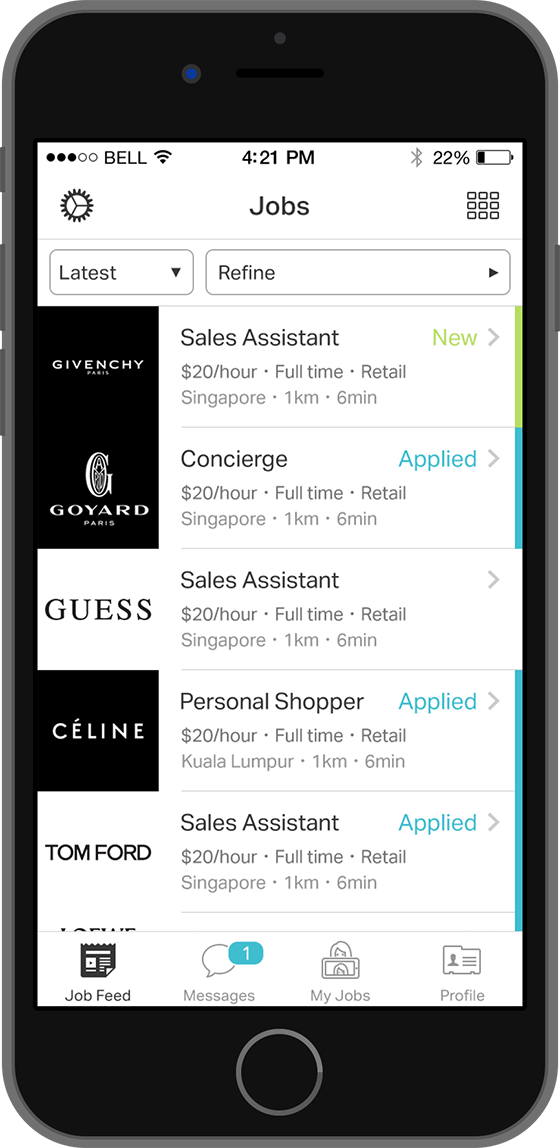 BELL 4:21 PM 22%
Jobs
Latest ▼ Refine ▶
GIVENCHY
PARIS
Sales Assistant New
$20/hour · Full time · Retail
Singapore · 1km · 6min
GOYARD
PARIS
Concierge Applied
$20/hour · Full time · Retail
Singapore · 1km · 6min
GUESS
Sales Assistant
$20/hour · Full time · Retail
Singapore · 1km · 6min
CÉLINE
Personal Shopper Applied
$20/hour · Full time · Retail
Kuala Lumpur · 1km · 6min
TOM FORD
Sales Assistant Applied
$20/hour · Full time · Retail
Singapore · 1km · 6min
LOEWE
1
Job Feed Messages My Jobs Profile